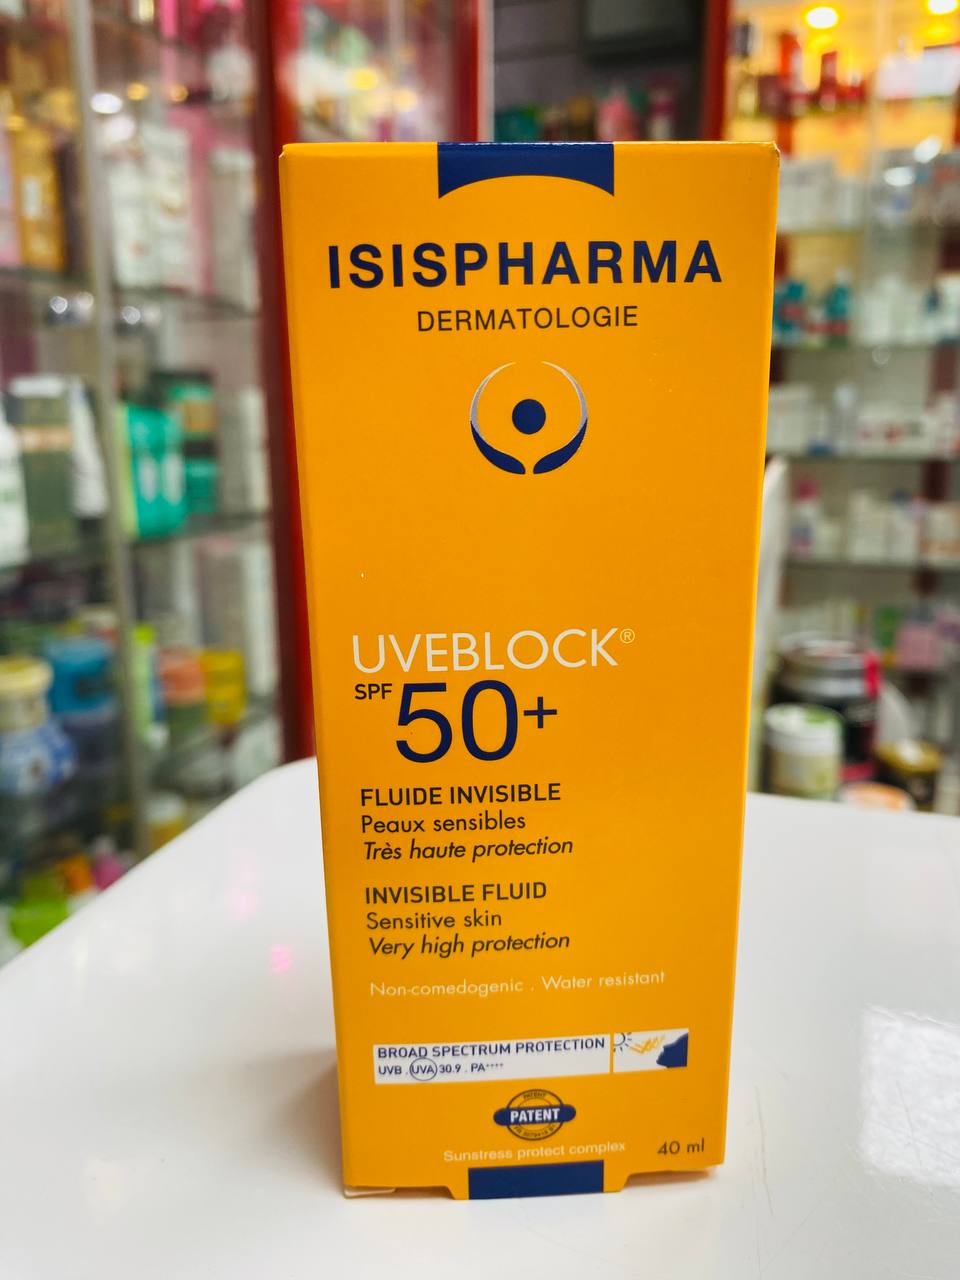 ISISPHARMA
DERMATOLOGIE
UVEBLOCK®
SPF 50+
FLUIDE INVISIBLE
Peaux sensibles
Très haute protection
INVISIBLE FLUID
Sensitive skin
Very high protection
Non-comedogenic . Water resistant
BROAD SPECTRUM PROTECTION
UVB . UVA 30.9 . PA++++
PATENT
PATENT
Sunstress protect complex
40 ml